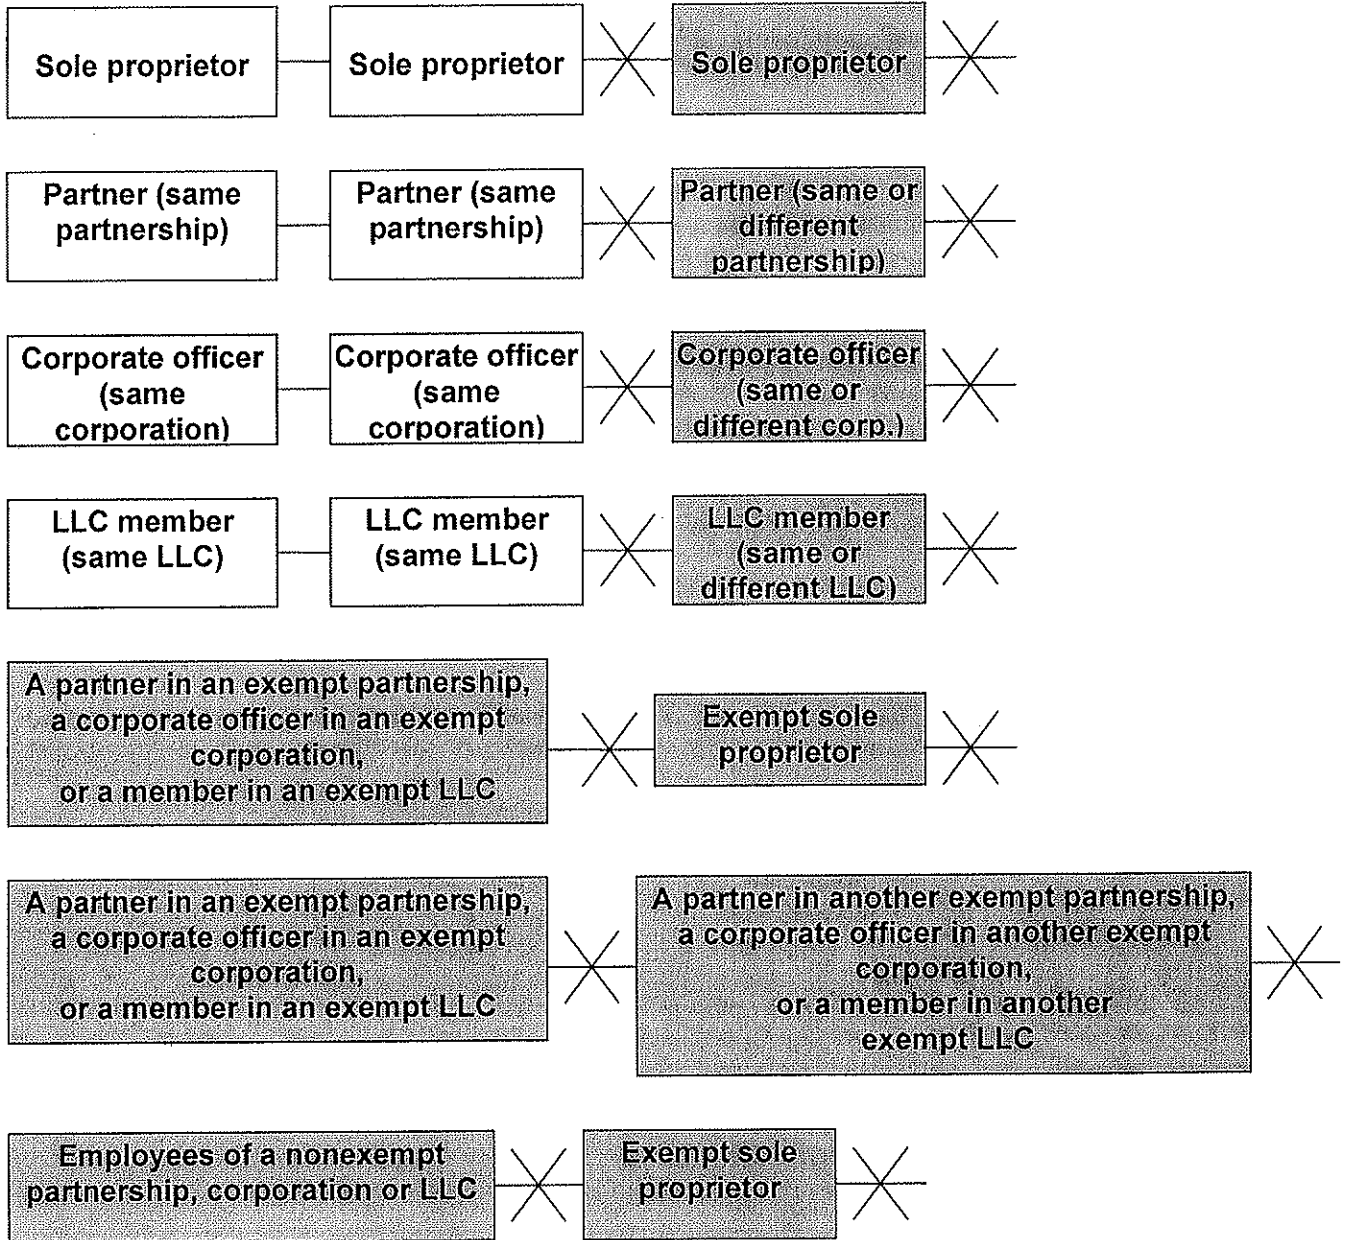 Sole proprietor
Sole proprietor
Sole proprietor
Partner (same
partnership)
Partner (same
partnership)
Partner (same or
different
partnership)
Corporate officer
(same
corporation)
Corporate officer
(same
corporation)
Corporate officer
(same or
different corp.)
LLC member
(same LLC)
LLC member
(same LLC)
LLC member
(same or
different LLC)
A partner in an exempt partnership,
a corporate officer in an exempt
corporation,
or a member in an exempt LLC
Exempt sole
proprietor
A partner in an exempt partnership,
a corporate officer in an exempt
corporation,
or a member in an exempt LLC
A partner in another exempt partnership,
a corporate officer in another exempt
corporation,
or a member in another
exempt LLC
Employees of a nonexempt
partnership, corporation or LLC
Exempt sole
proprietor